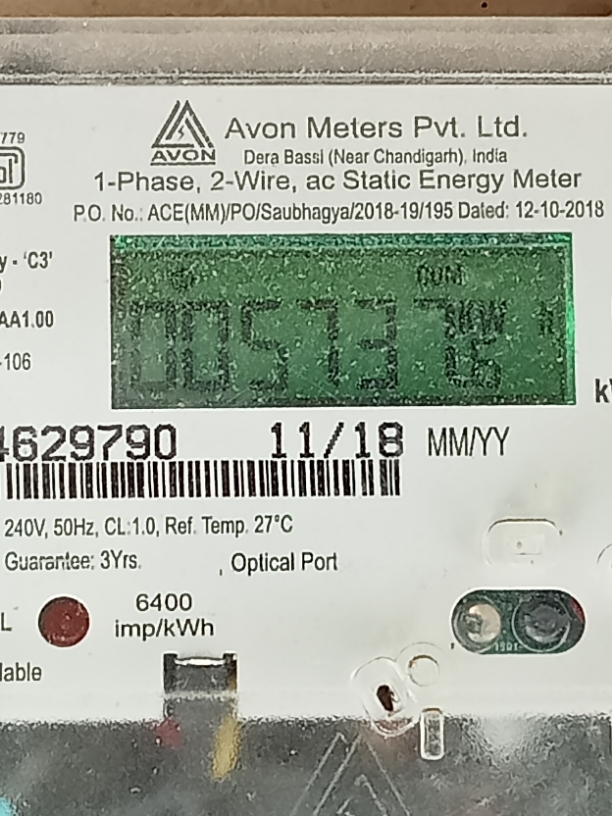 779
AVON
Avon Meters Pvt. Ltd.
Dera Bassi (Near Chandigarh), India
281180
1-Phase, 2-Wire, ac Static Energy Meter
P.O. No.: ACE(MM)/PO/Saubhagya/2018-19/195 Dated: 12-10-2018
y - 'C3'
AA1.00
-106
CUM
KW H
k
4629790 11/18 MM/YY
240V, 50Hz, CL:1.0, Ref. Temp. 27°C
Guarantee: 3Yrs.
, Optical Port
L
6400
imp/kWh
lable